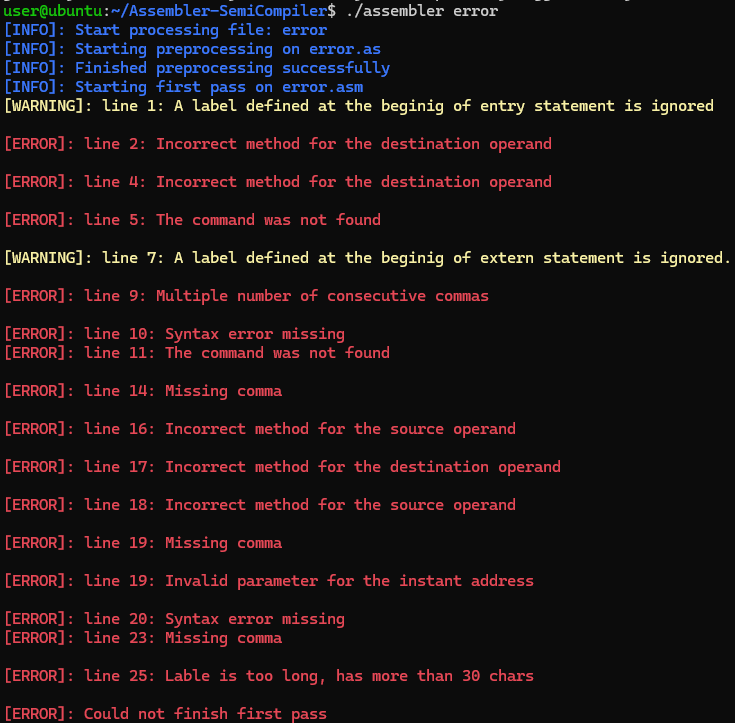 user@ubuntu:~/Assembler-SemiCompiler$ ./assembler error
[INFO]: Start processing file: error
[INFO]: Starting preprocessing on error.as
[INFO]: Finished preprocessing successfully
[INFO]: Starting first pass on error.asm
[WARNING]: line 1: A label defined at the beginig of entry statement is ignored
[ERROR]: line 2: Incorrect method for the destination operand
[ERROR]: line 4: Incorrect method for the destination operand
[ERROR]: line 5: The command was not found
[WARNING]: line 7: A label defined at the beginig of extern statement is ignored.
[ERROR]: line 9: Multiple number of consecutive commas
[ERROR]: line 10: Syntax error missing
[ERROR]: line 11: The command was not found
[ERROR]: line 14: Missing comma
[ERROR]: line 16: Incorrect method for the source operand
[ERROR]: line 17: Incorrect method for the destination operand
[ERROR]: line 18: Incorrect method for the source operand
[ERROR]: line 19: Missing comma
[ERROR]: line 19: Invalid parameter for the instant address
[ERROR]: line 20: Syntax error missing
[ERROR]: line 23: Missing comma
[ERROR]: line 25: Lable is too long, has more than 30 chars
[ERROR]: Could not finish first pass